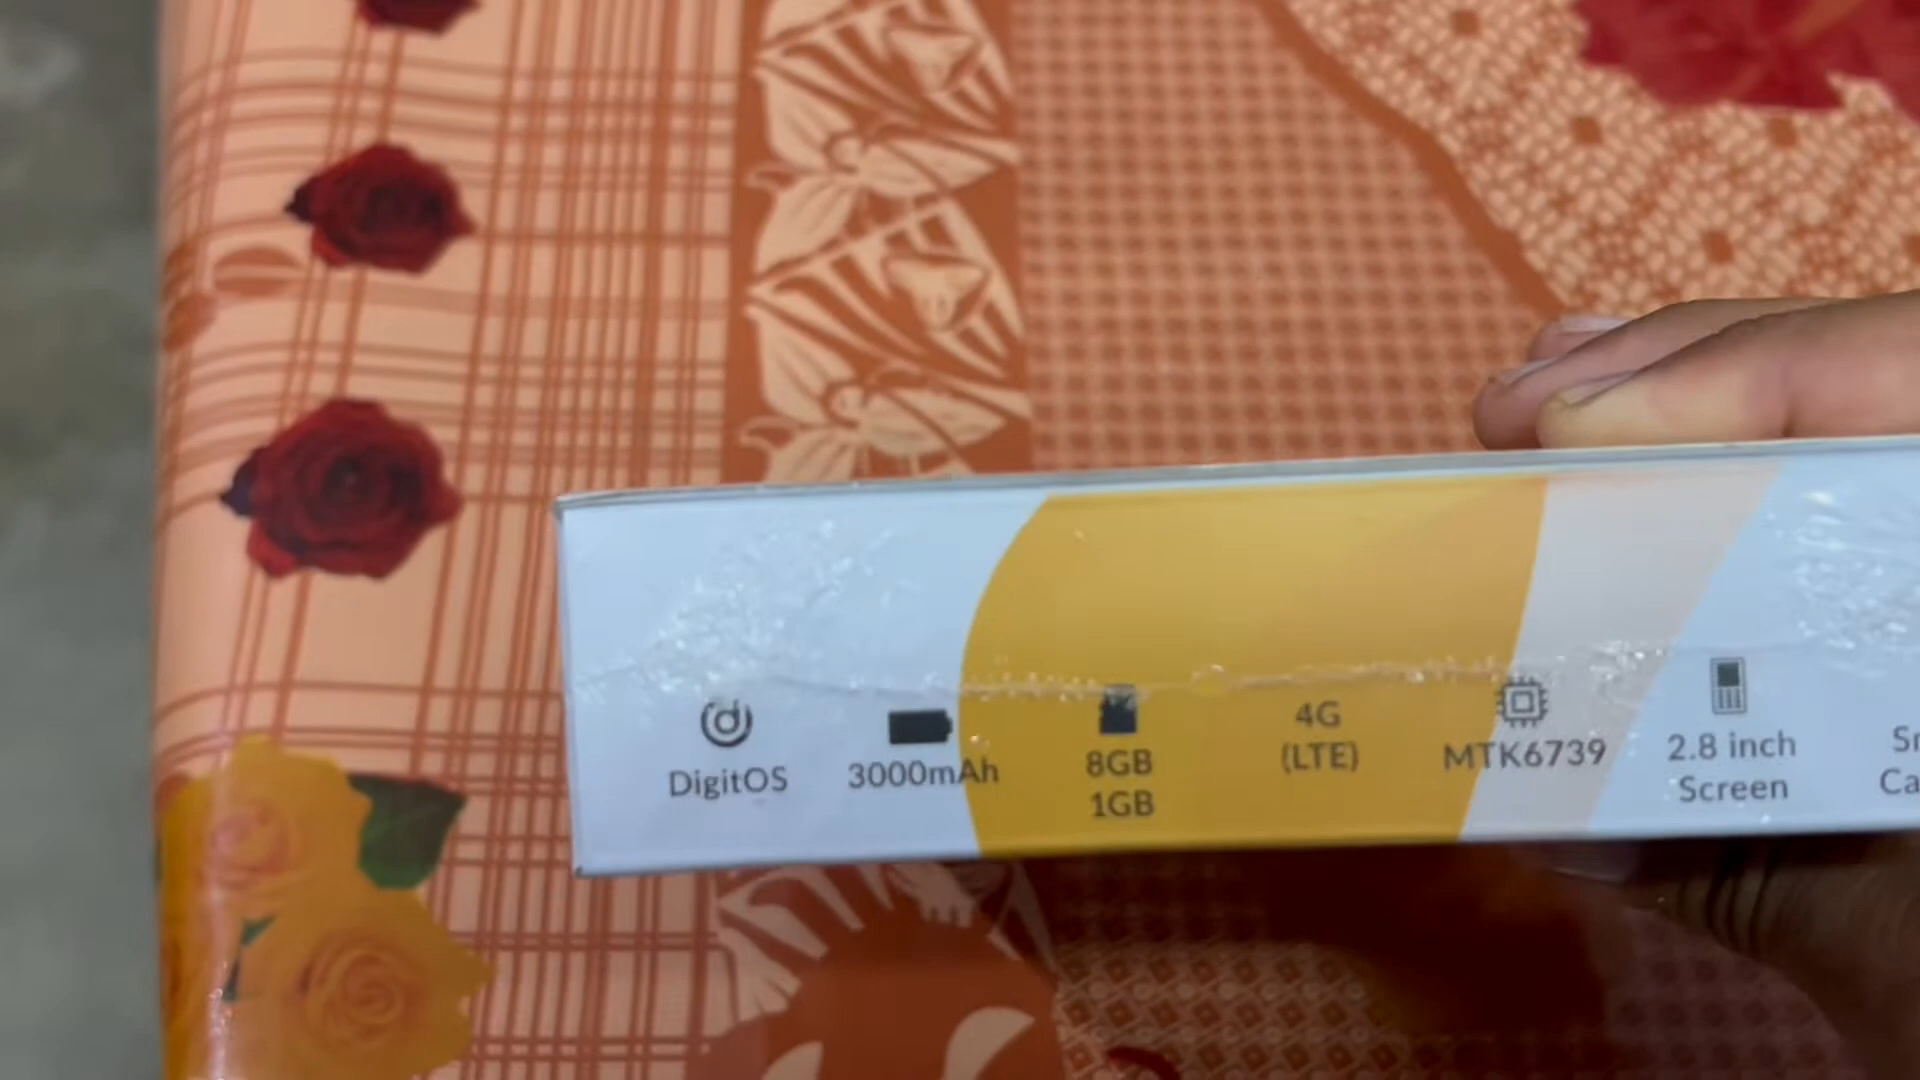 DigitOS
3000mAh
8GB
1GB
4G
(LTE)
MTK6739
2.8 inch
Screen